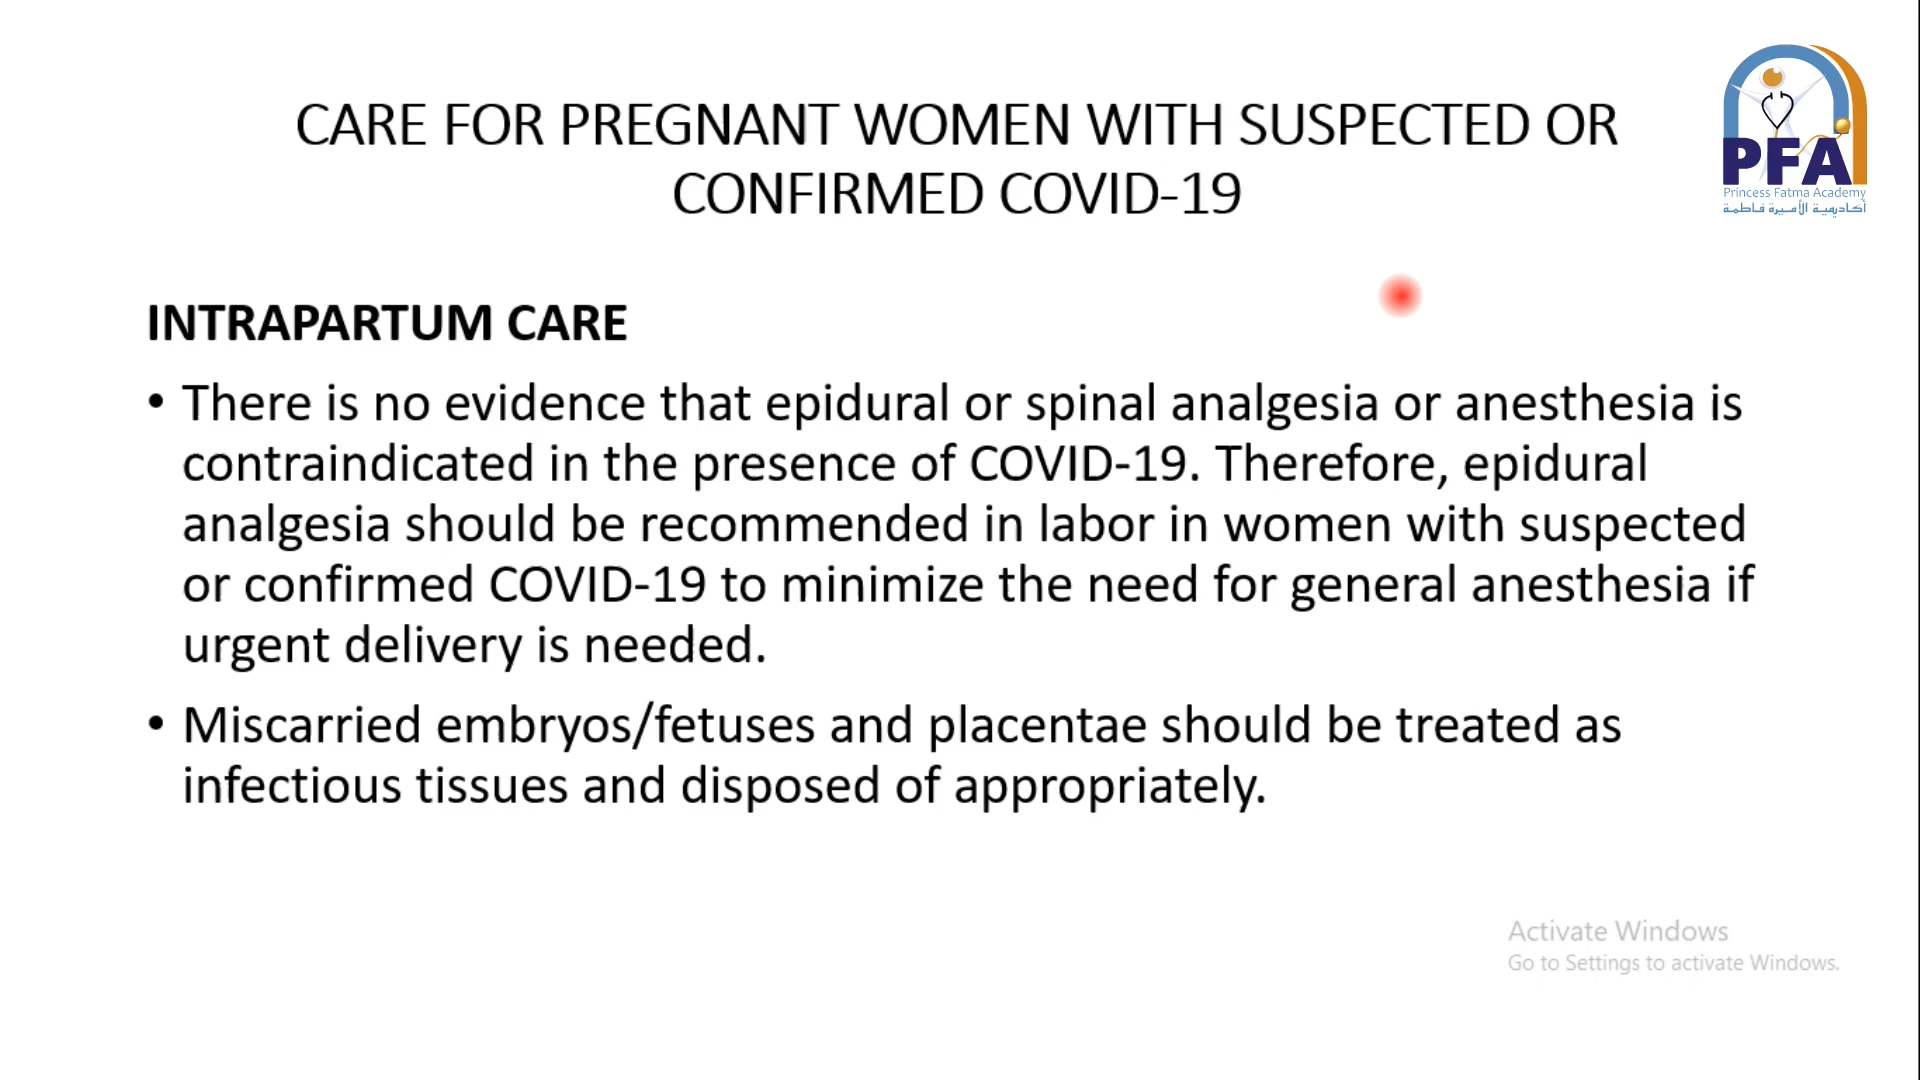 CARE FOR PREGNANT WOMEN WITH SUSPECTED OR
CONFIRMED COVID-19
PFA
Princess Fatma Academy
أكاديمية الأميرة فاطمة
INTRAPARTUM CARE
• There is no evidence that epidural or spinal analgesia or anesthesia is
contraindicated in the presence of COVID-19. Therefore, epidural
analgesia should be recommended in labor in women with suspected
or confirmed COVID-19 to minimize the need for general anesthesia if
urgent delivery is needed.
• Miscarried embryos/fetuses and placentae should be treated as
infectious tissues and disposed of appropriately.
Activate Windows
Go to Settings to activate Windows.